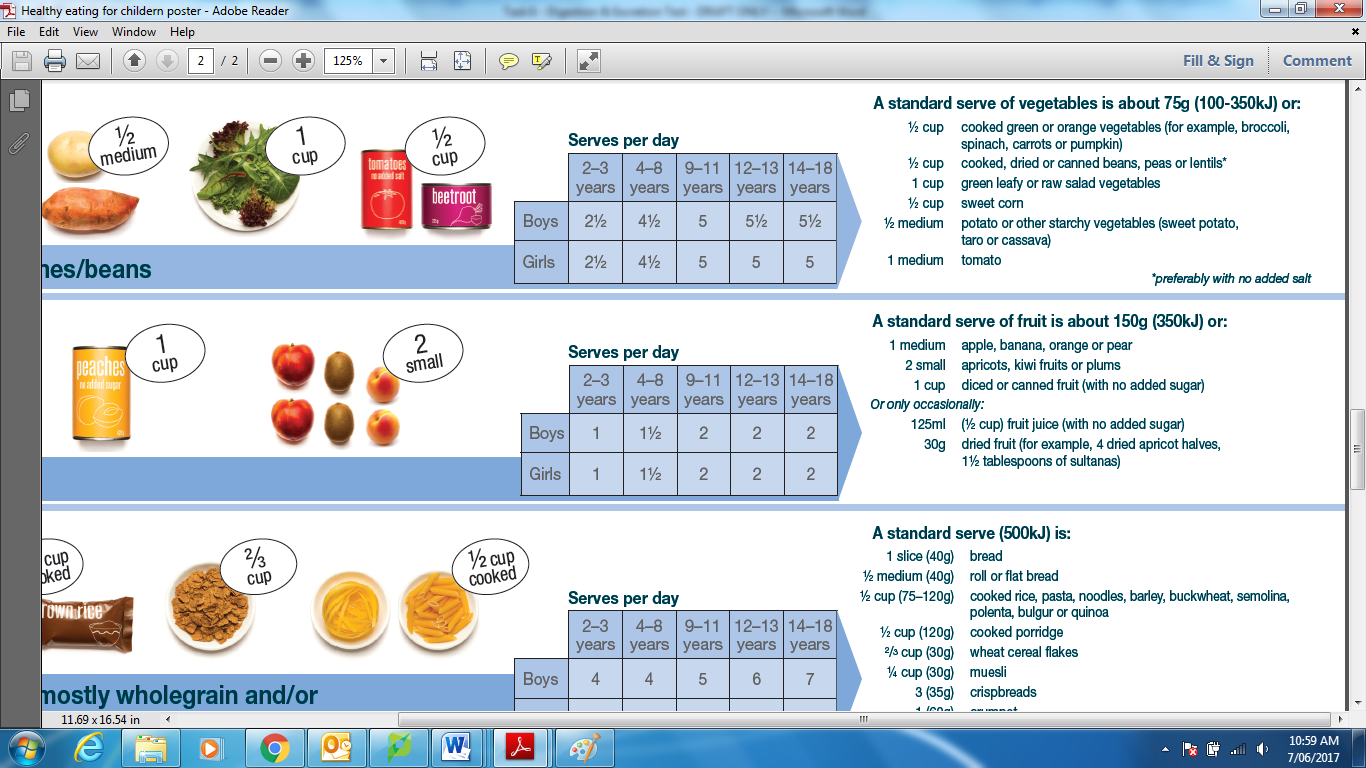 Healthy eating for childern poster - Adobe Reader
File Edit View Window Help
2 / 2 125% Fill & Sign Comment
½ medium
1 cup
½ cup
tomatoes
no added salt
beetroot
nes/beans
Serves per day
2–3 years 4–8 years 9–11 years 12–13 years 14–18 years
Boys 2½ 4½ 5 5½ 5½
Girls 2½ 4½ 5 5 5
A standard serve of vegetables is about 75g (100-350kJ) or:
½ cup cooked green or orange vegetables (for example, broccoli,
spinach, carrots or pumpkin)
½ cup cooked, dried or canned beans, peas or lentils*
1 cup green leafy or raw salad vegetables
½ cup sweet corn
½ medium potato or other starchy vegetables (sweet potato,
taro or cassava)
1 medium tomato
*preferably with no added salt
peaches
no added sugar
1 cup
2 small
Serves per day
2–3 years 4–8 years 9–11 years 12–13 years 14–18 years
Boys 1 1½ 2 2 2
Girls 1 1½ 2 2 2
A standard serve of fruit is about 150g (350kJ) or:
1 medium apple, banana, orange or pear
2 small apricots, kiwi fruits or plums
1 cup diced or canned fruit (with no added sugar)
Or only occasionally:
125ml (½ cup) fruit juice (with no added sugar)
30g dried fruit (for example, 4 dried apricot halves,
1½ tablespoons of sultanas)
cup
oked
rown rice
⅔ cup
½ cup cooked
mostly wholegrain and/or
Serves per day
2–3 years 4–8 years 9–11 years 12–13 years 14–18 years
Boys 4 4 5 6 7
A standard serve (500kJ) is:
1 slice (40g) bread
½ medium (40g) roll or flat bread
½ cup (75–120g) cooked rice, pasta, noodles, barley, buckwheat, semolina,
polenta, bulgur or quinoa
½ cup (120g) cooked porridge
²/³ cup (30g) wheat cereal flakes
¼ cup (30g) muesli
3 (35g) crispbreads
11.69 x 16.54 in
10:59 AM
7/06/2017